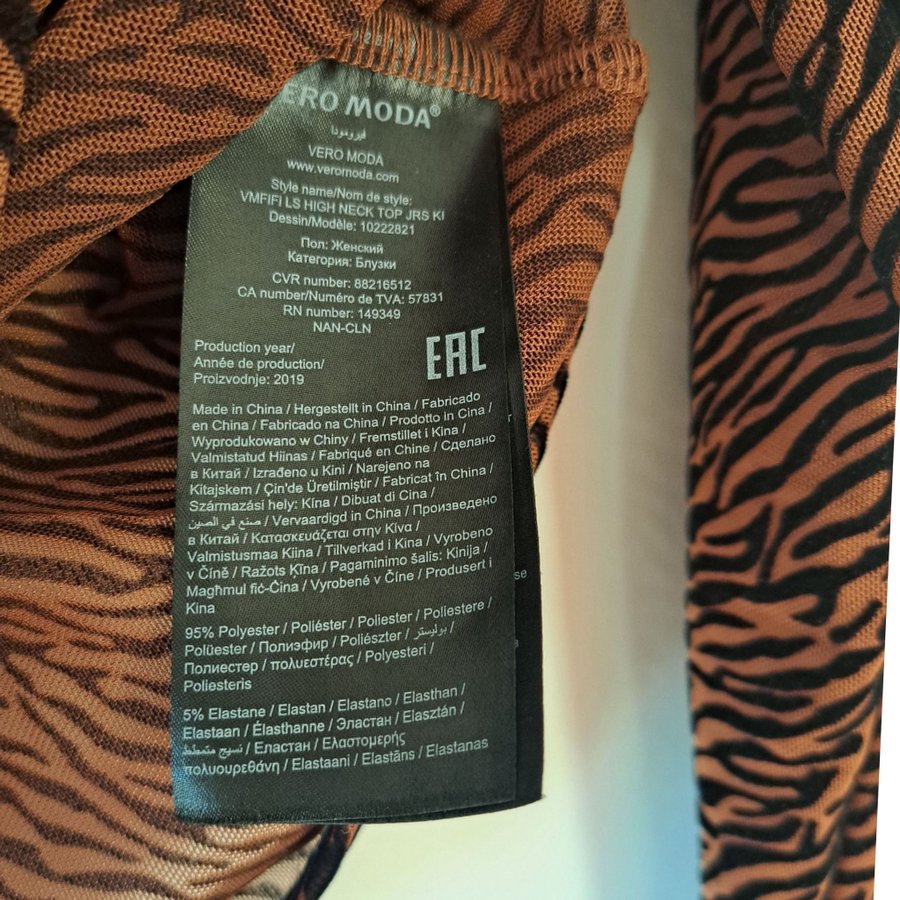 ERO MODA®
فيرومودا
VERO MODA
www.veromoda.com
Style name/Nom de style:
VMFIFI LS HIGH NECK TOP JRS KI
Dessin/Modèle: 10222821
Пол: Женский
Категория: Блузки
CVR number: 88216512
CA number/Numéro de TVA: 57831
RN number: 149349
NAN-CLN
Production year/
Année de production/
Proizvodnje: 2019
EAC
Made in China / Hergestellt in China / Fabricado
en China / Fabricado na China / Prodotto in Cina /
Wyprodukowano w Chiny / Fremstillet i Kina /
Valmistatud Hiinas / Fabriqué en Chine / Сделано
в Китай / Izrađeno u Kini / Narejeno na
Kitajskem / Çin'de Üretilmiştir / Fabricat în China /
Származási hely: Kína / Dibuat di Cina /
صنع في الصين / Vervaardigd in China / Произведено
в Китай / Κατασκευάζεται στην Κίνα /
Valmistusmaa Kiina / Tillverkad i Kina / Vyrobeno
v Číně / Ražots Ķīna / Pagaminimo šalis: Kinija /
Magħmul fiċ-Ċina / Vyrobené v Číne / Produsert i
Kina
95% Polyester / Poliéster / Poliester / Poliestere /
Polüester / Полиэфир / Poliészter / بوليستر /
Полиестер / πολυεστέρας / Polyesteri /
Poliesteris
5% Elastane / Elastan / Elastano / Elasthan /
Elastaan / Élasthanne / Эластан / Elasztán /
نسيج متمطط / Еластан / Ελαστομερής
πολυουρεθάνη / Elastaani / Elastāns / Elastanas
se